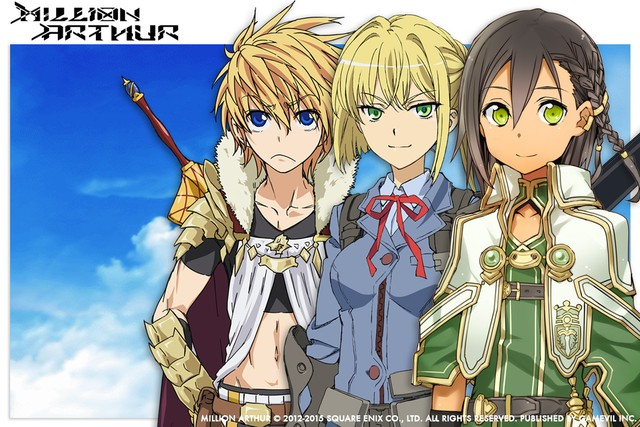 MILLION
ARTHUR
MILLION ARTHUR © 2012-2015 SQUARE ENIX CO., LTD. ALL RIGHTS RESERVED. PUBLISHED BY GAMEVIL INC.